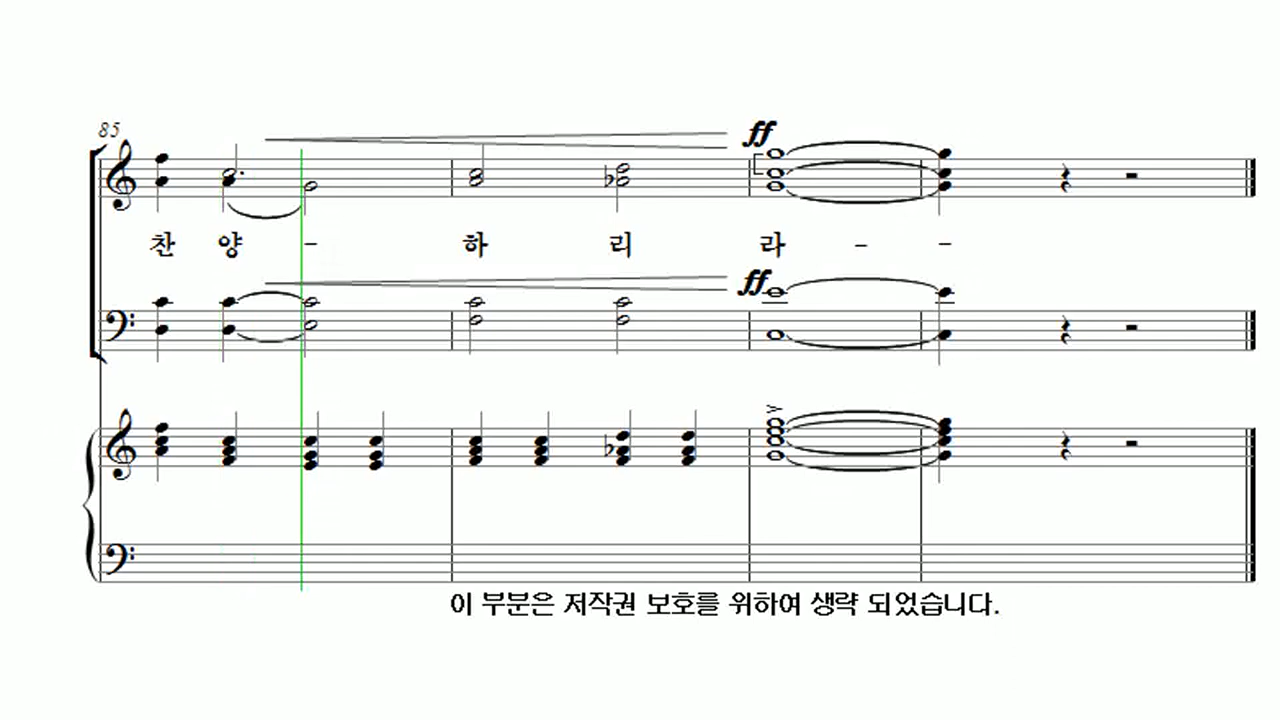 85
ff
찬 양 - 하 리 라 - -
ff
이 부분은 저작권 보호를 위하여 생략 되었습니다.